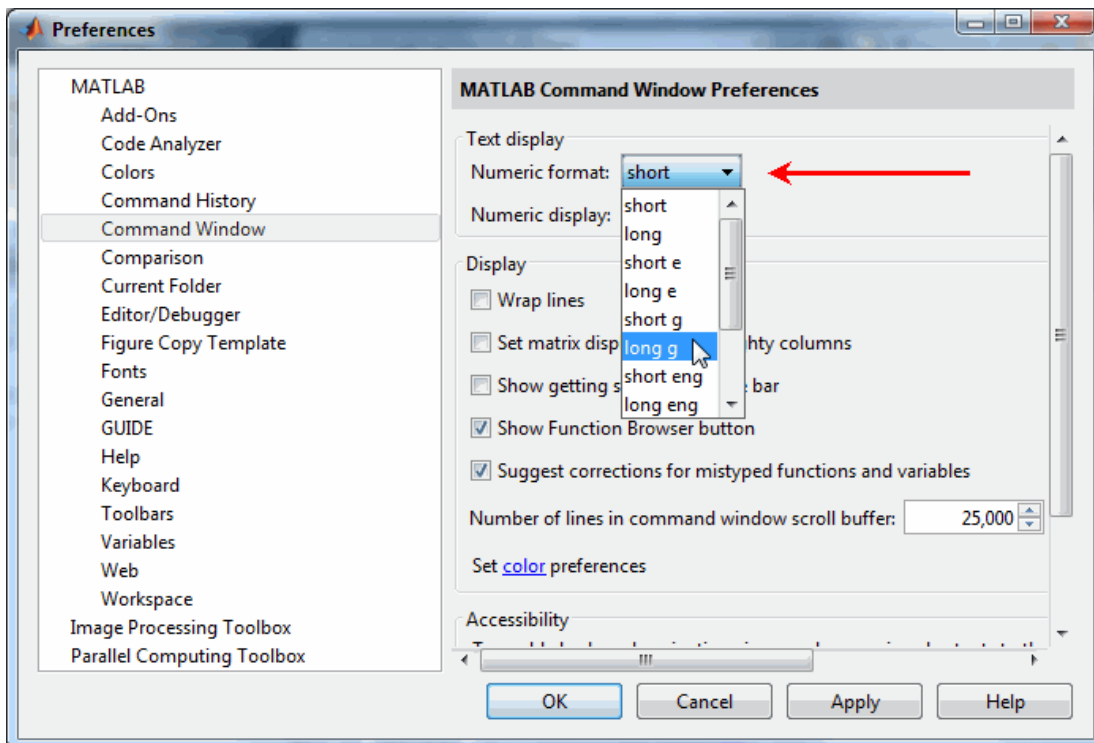 Preferences
MATLAB
Add-Ons
Code Analyzer
Colors
Command History
Command Window
Comparison
Current Folder
Editor/Debugger
Figure Copy Template
Fonts
General
GUIDE
Help
Keyboard
Toolbars
Variables
Web
Workspace
Image Processing Toolbox
Parallel Computing Toolbox
MATLAB Command Window Preferences
Text display
Numeric format: short
Numeric display:
short
long
short e
long e
short g
long g
short eng
long eng
Display
Wrap lines
Set matrix disp hty columns
Show getting s bar
Show Function Browser button
Suggest corrections for mistyped functions and variables
Number of lines in command window scroll buffer: 25,000
Set color preferences
Accessibility
OK Cancel Apply Help